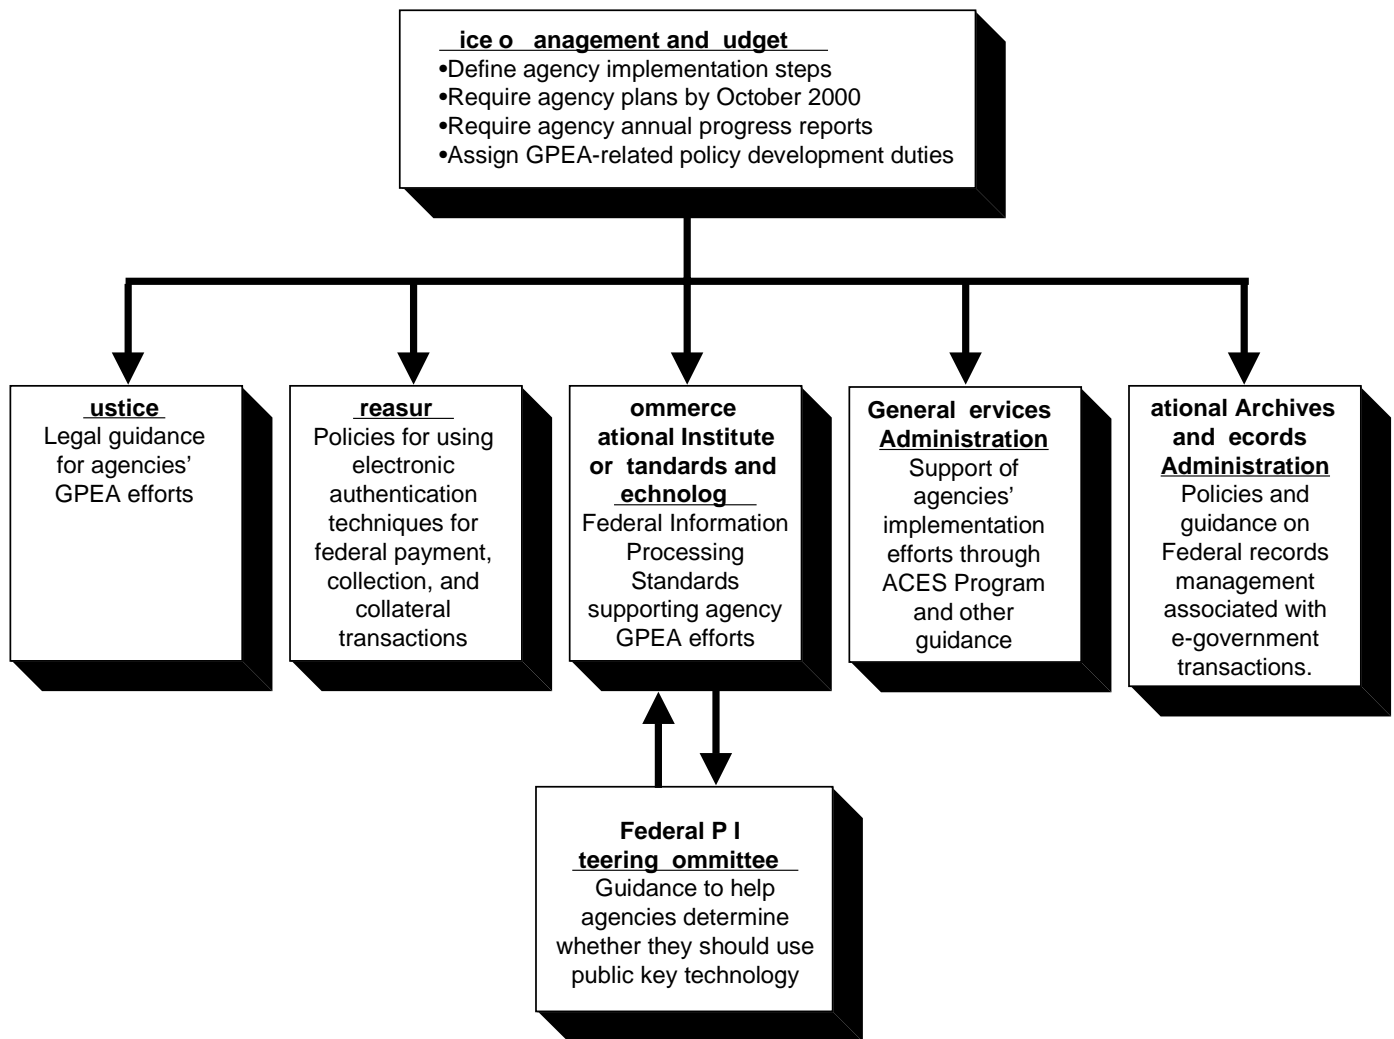 ice o anagement and udget
•Define agency implementation steps
•Require agency plans by October 2000
•Require agency annual progress reports
•Assign GPEA-related policy development duties
ustice
Legal guidance
for agencies’
GPEA efforts
reasur
Policies for using
electronic
authentication
techniques for
federal payment,
collection, and
collateral
transactions
ommerce
ational Institute
or tandards and
echnolog
Federal Information
Processing
Standards
supporting agency
GPEA efforts
General ervices
Administration
Support of
agencies’
implementation
efforts through
ACES Program
and other
guidance
ational Archives
and ecords
Administration
Policies and
guidance on
Federal records
management
associated with
e-government
transactions.
Federal P I
teering ommittee
Guidance to help
agencies determine
whether they should use
public key technology